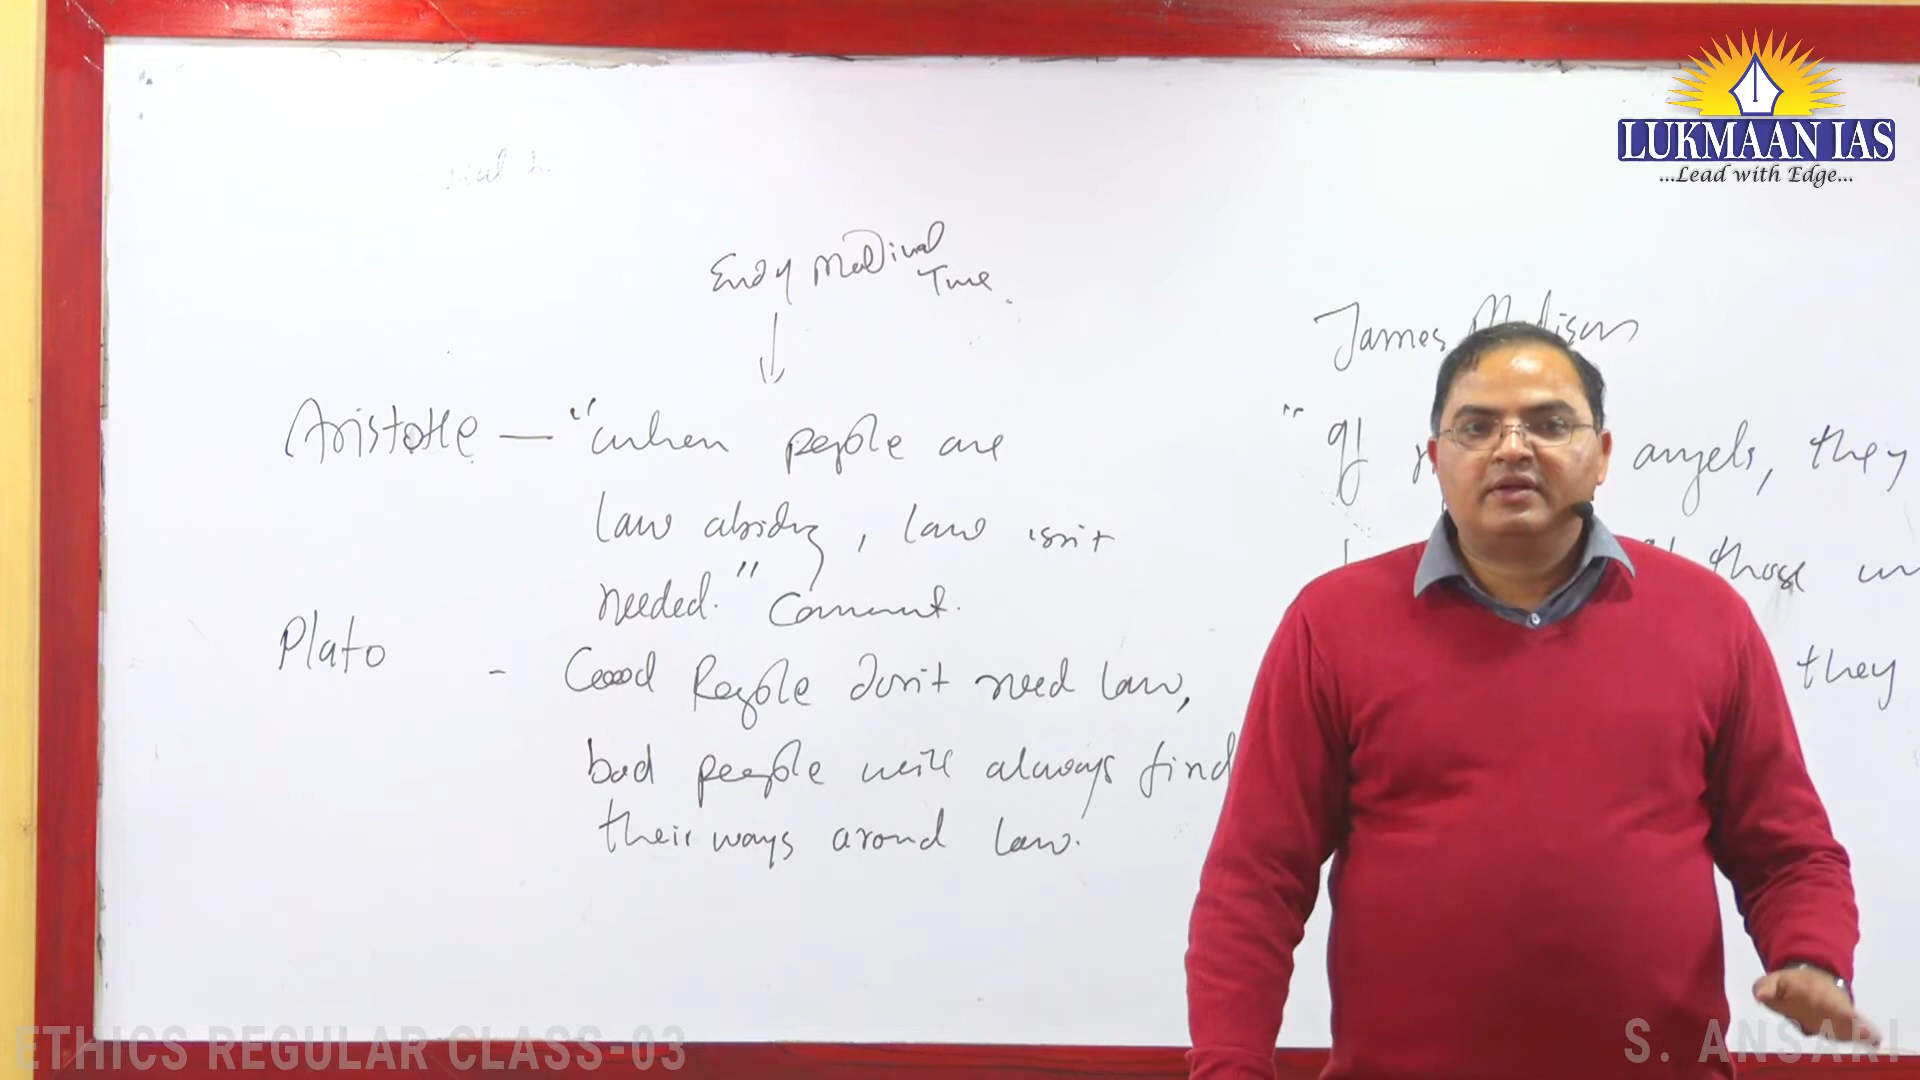 LUKMAAN IAS
...Lead with Edge...
End of Medival
Time
James Madison
Aristotle — "when people are
law abiding, law isn't
needed." Comment.
Plato - Good People don't need law,
bad people will always find
their ways around law.
" If angels, they
those
they
ETHICS REGULAR CLASS-03
S. ANSARI